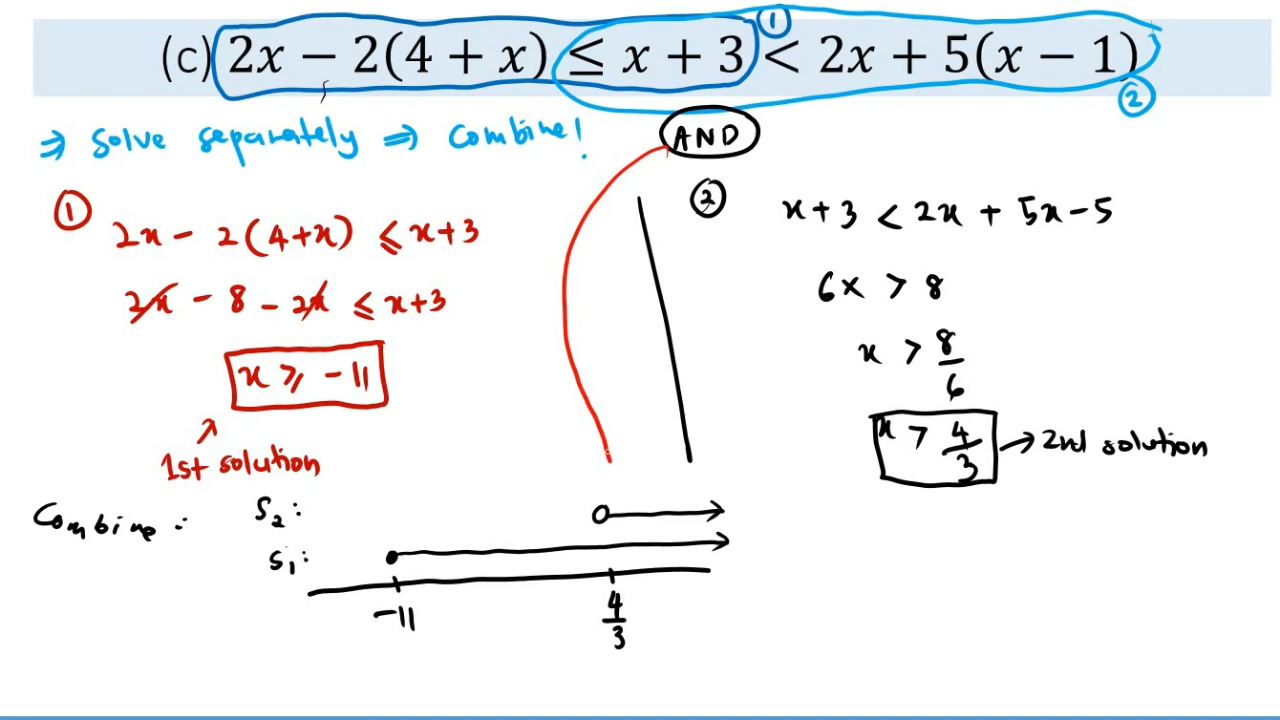 (c) 2x − 2(4 + x) ≤ x + 3 < 2x + 5(x − 1)
①
②
⇒ Solve separately ⇒ Combine!
AND
①
2x − 2(4+x) ≤ x+3
2x − 8 − 2x ≤ x+3
x ≥ −11
1st solution
②
x+3 < 2x + 5x−5
6x > 8
x > 8/6
x > 4/3 → 2nd solution
Combine :
S₂:
S₁:
−11
4/3